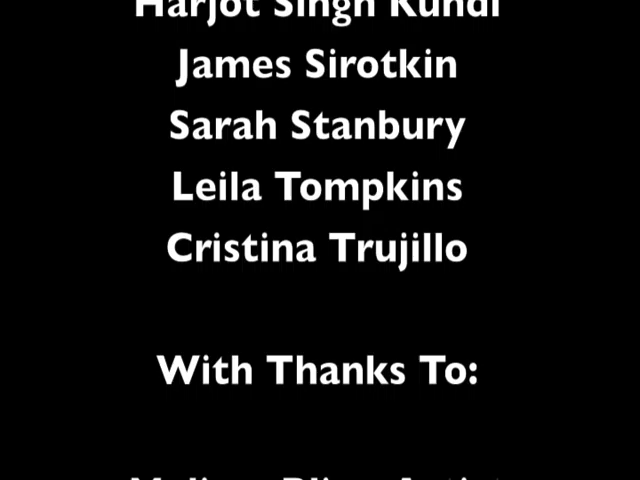 Harjot Singh Kundi
James Sirotkin
Sarah Stanbury
Leila Tompkins
Cristina Trujillo
With Thanks To: